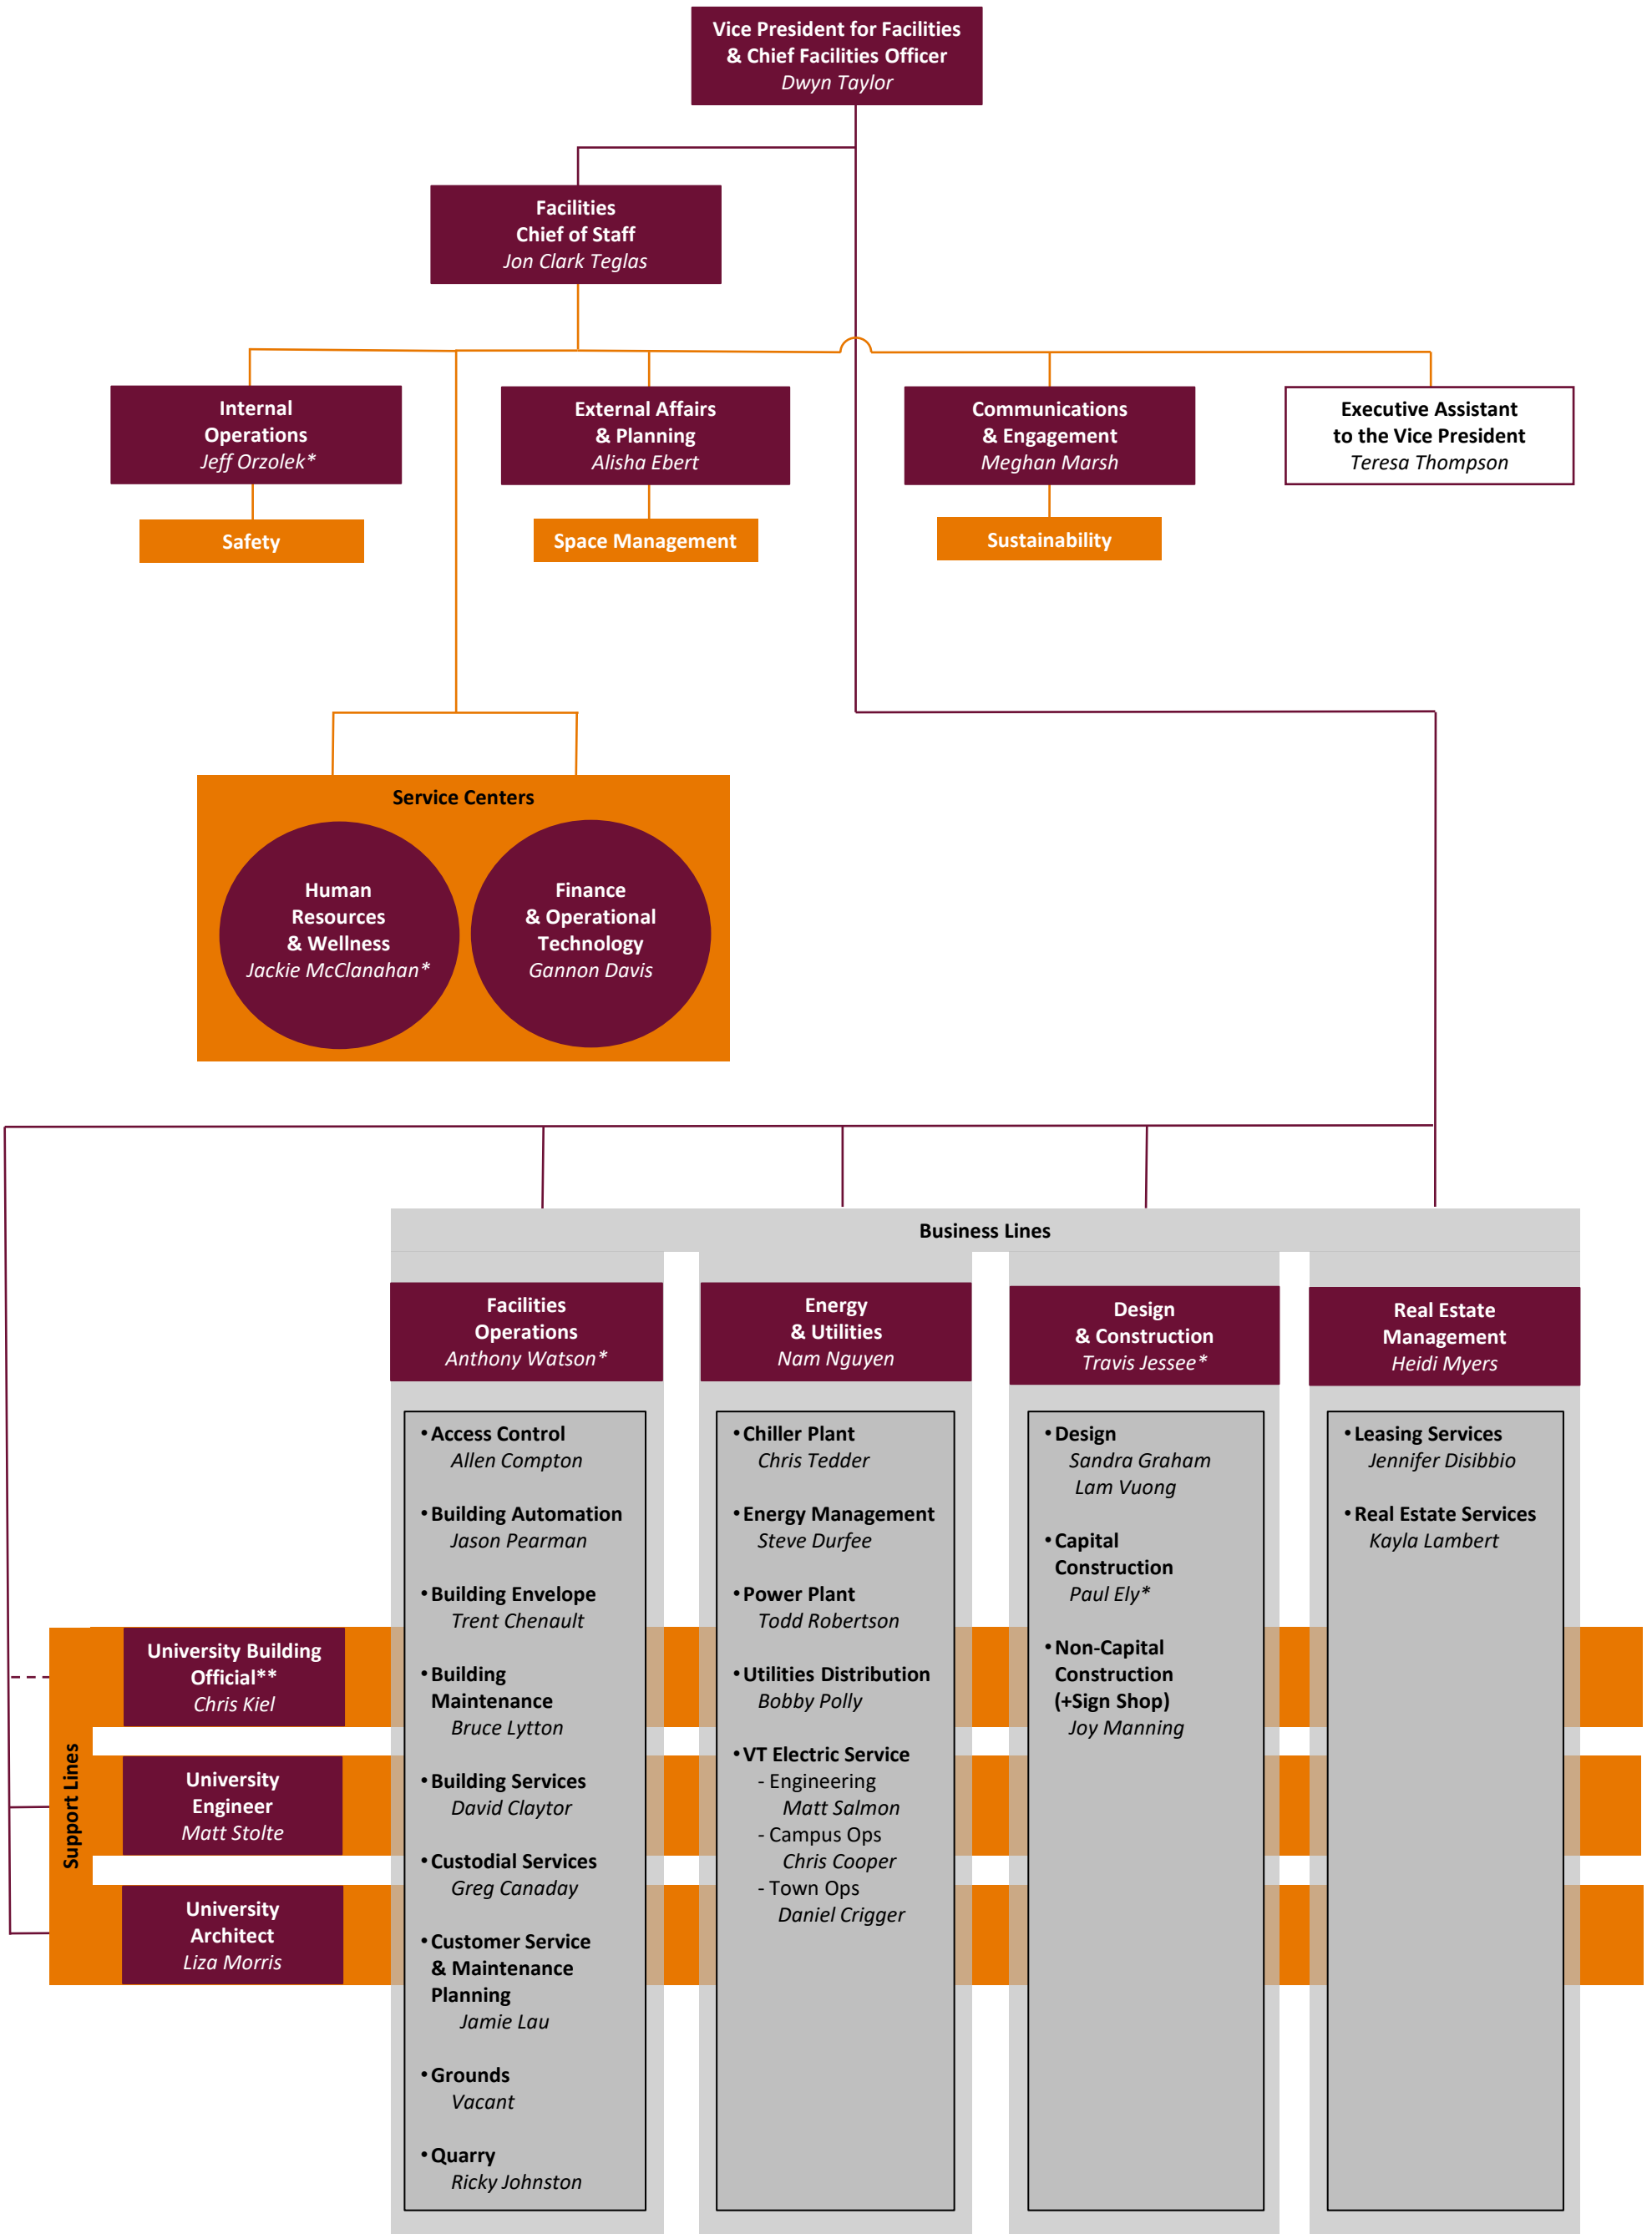 Vice President for Facilities
& Chief Facilities Officer
Dwyn Taylor
Facilities
Chief of Staff
Jon Clark Teglas
Internal
Operations
Jeff Orzolek*
Safety
External Affairs
& Planning
Alisha Ebert
Space Management
Communications
& Engagement
Meghan Marsh
Sustainability
Executive Assistant
to the Vice President
Teresa Thompson
Service Centers
Human
Resources
& Wellness
Jackie McClanahan*
Finance
& Operational
Technology
Gannon Davis
Business Lines
Facilities
Operations
Anthony Watson*
•Access Control
Allen Compton
•Building Automation
Jason Pearman
•Building Envelope
Trent Chenault
•Building
Maintenance
Bruce Lytton
•Building Services
David Claytor
•Custodial Services
Greg Canaday
•Customer Service
& Maintenance
Planning
Jamie Lau
•Grounds
Vacant
•Quarry
Ricky Johnston
Energy
& Utilities
Nam Nguyen
•Chiller Plant
Chris Tedder
•Energy Management
Steve Durfee
•Power Plant
Todd Robertson
•Utilities Distribution
Bobby Polly
•VT Electric Service
- Engineering
Matt Salmon
- Campus Ops
Chris Cooper
- Town Ops
Daniel Crigger
Design
& Construction
Travis Jessee*
•Design
Sandra Graham
Lam Vuong
•Capital
Construction
Paul Ely*
•Non-Capital
Construction
(+Sign Shop)
Joy Manning
Real Estate
Management
Heidi Myers
•Leasing Services
Jennifer Disibbio
•Real Estate Services
Kayla Lambert
Support Lines
University Building
Official**
Chris Kiel
University
Engineer
Matt Stolte
University
Architect
Liza Morris